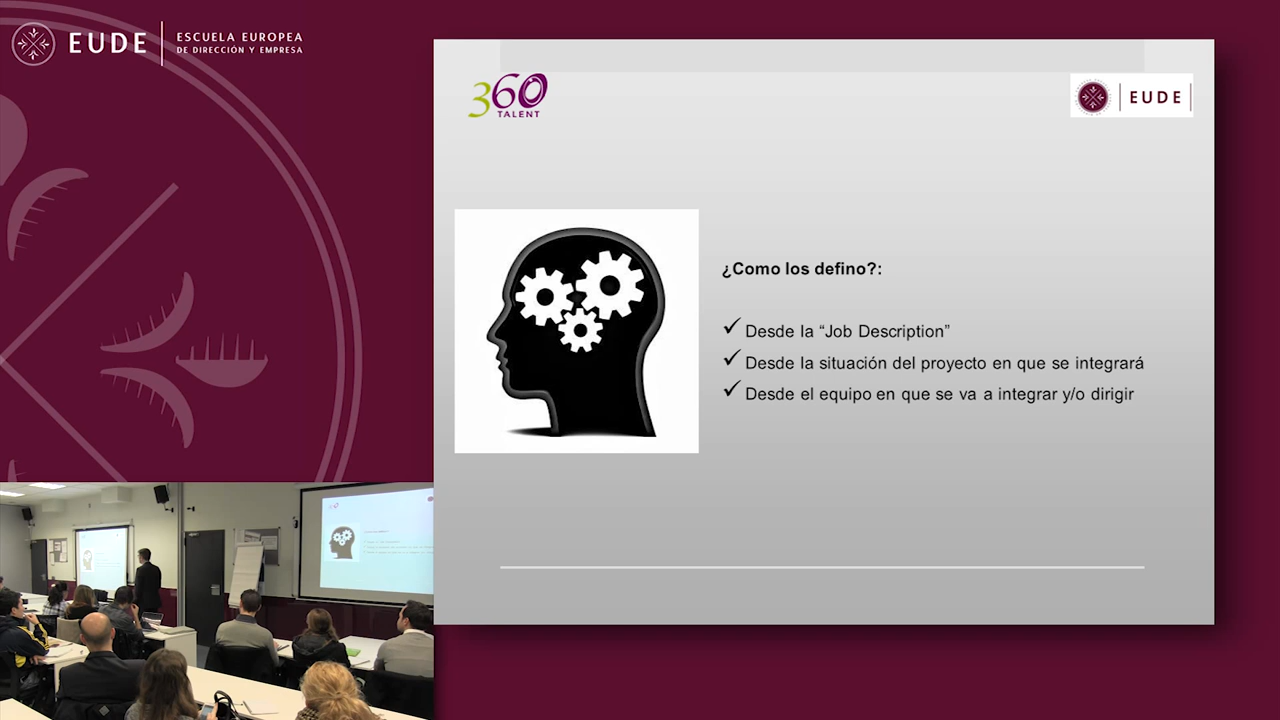 EUDE
ESCUELA EUROPEA
DE DIRECCIÓN Y EMPRESA
360
TALENT
EUDE
¿Como los defino?:
Desde la “Job Description”
Desde la situación del proyecto en que se integrará
Desde el equipo en que se va a integrar y/o dirigir